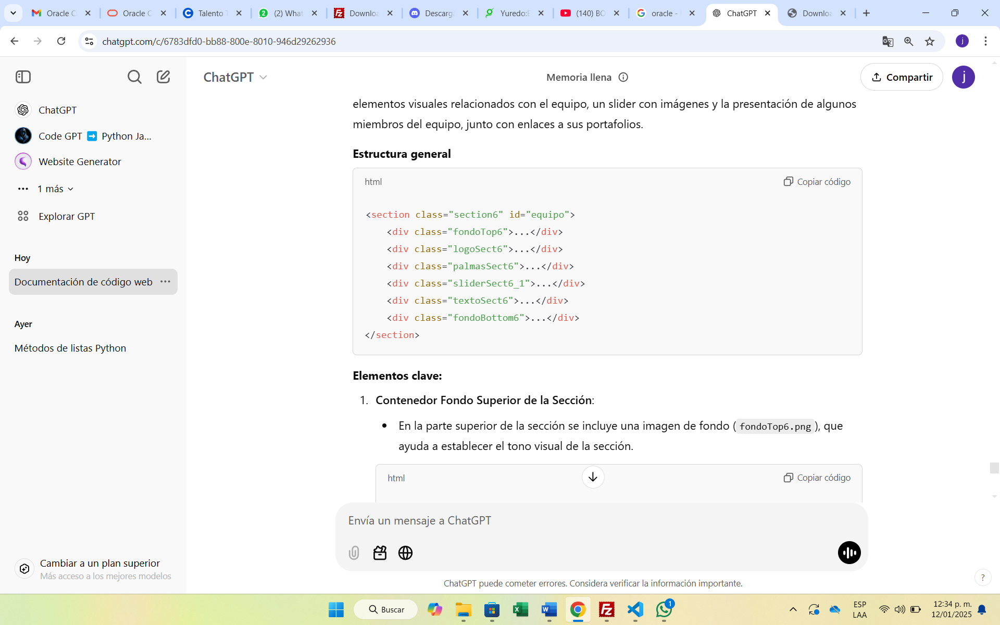 Oracle C
Oracle C
Talento T
(2) What
Downloa
Descarga
Yuredo:E
(140) BO
oracle -
ChatGPT
Downloa
chatgpt.com/c/6783dfd0-bb88-800e-8010-946d29262936
j
ChatGPT
Memoria llena
Compartir
j
ChatGPT
Code GPT ➡️ Python Ja...
Website Generator
1 más
Explorar GPT
Hoy
Documentación de código web
Ayer
Métodos de listas Python
Cambiar a un plan superior
Más acceso a los mejores modelos
elementos visuales relacionados con el equipo, un slider con imágenes y la presentación de algunos
miembros del equipo, junto con enlaces a sus portafolios.
Estructura general
html
Copiar código
<section class="section6" id="equipo">
<div class="fondoTop6">...</div>
<div class="logoSect6">...</div>
<div class="palmasSect6">...</div>
<div class="sliderSect6_1">...</div>
<div class="textoSect6">...</div>
<div class="fondoBottom6">...</div>
</section>
Elementos clave:
1. Contenedor Fondo Superior de la Sección:
• En la parte superior de la sección se incluye una imagen de fondo (fondoTop6.png), que
ayuda a establecer el tono visual de la sección.
html
Copiar código
Envía un mensaje a ChatGPT
ChatGPT puede cometer errores. Considera verificar la información importante.
?
Buscar
1
ESP
LAA
12:34 p. m.
12/01/2025